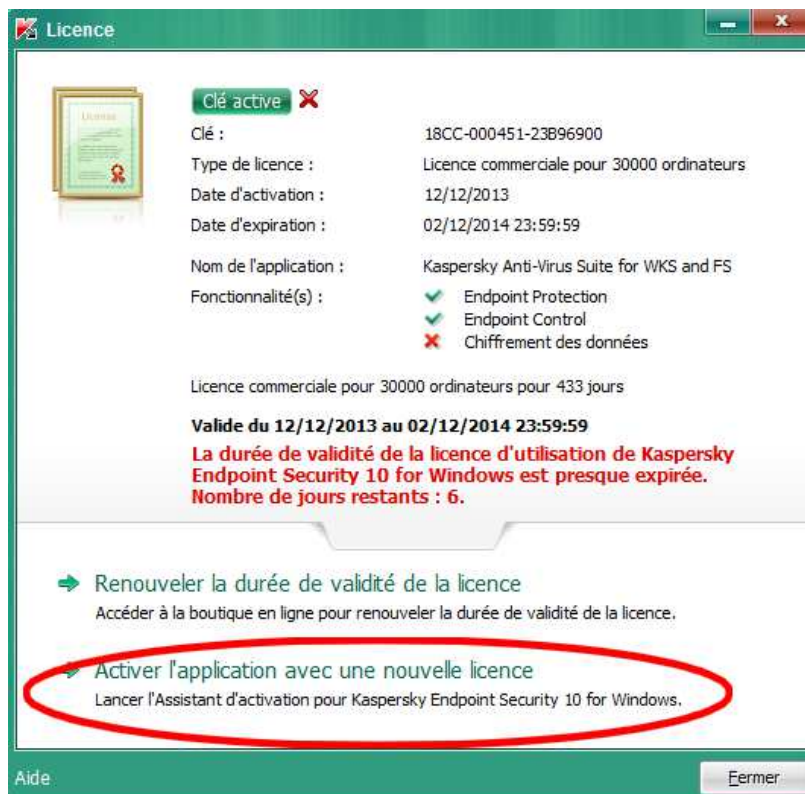 Licence
Clé active
Clé : 18CC-000451-23B96900
Type de licence : Licence commerciale pour 30000 ordinateurs
Date d'activation : 12/12/2013
Date d'expiration : 02/12/2014 23:59:59
Nom de l'application : Kaspersky Anti-Virus Suite for WKS and FS
Fonctionnalité(s) : Endpoint Protection
Endpoint Control
Chiffrement des données
Licence commerciale pour 30000 ordinateurs pour 433 jours
Valide du 12/12/2013 au 02/12/2014 23:59:59
La durée de validité de la licence d'utilisation de Kaspersky
Endpoint Security 10 for Windows est presque expirée.
Nombre de jours restants : 6.
Renouveler la durée de validité de la licence
Accéder à la boutique en ligne pour renouveler la durée de validité de la licence.
Activer l'application avec une nouvelle licence
Lancer l'Assistant d'activation pour Kaspersky Endpoint Security 10 for Windows.
Aide
Fermer